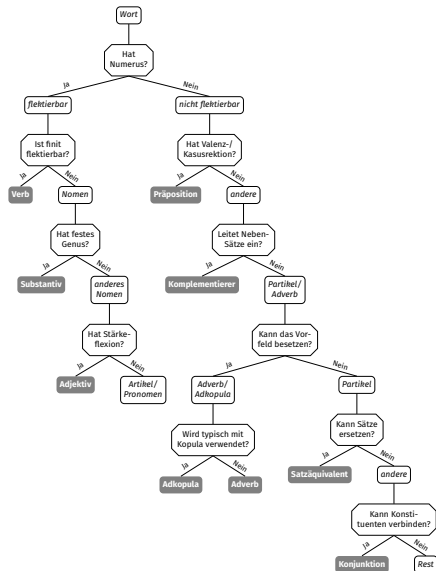 Wort
Hat
Numerus?
Ja
Nein
flektierbar
nicht flektierbar
Ist finit
flektierbar?
Hat Valenz-/
Kasusrektion?
Ja
Nein
Ja
Nein
Verb
Nomen
Präposition
andere
Hat festes
Genus?
Leitet Neben-
Sätze ein?
Ja
Nein
Ja
Nein
Substantiv
anderes
Nomen
Komplementierer
Partikel/
Adverb
Hat Stärke-
flexion?
Kann das Vor-
feld besetzen?
Ja
Nein
Ja
Nein
Adjektiv
Artikel/
Pronomen
Adverb/
Adkopula
Partikel
Wird typisch mit
Kopula verwendet?
Kann Sätze
ersetzen?
Ja
Nein
Ja
Nein
Adkopula
Adverb
Satzäquivalent
andere
Kann Konsti-
tuenten verbinden?
Ja
Nein
Konjunktion
Rest